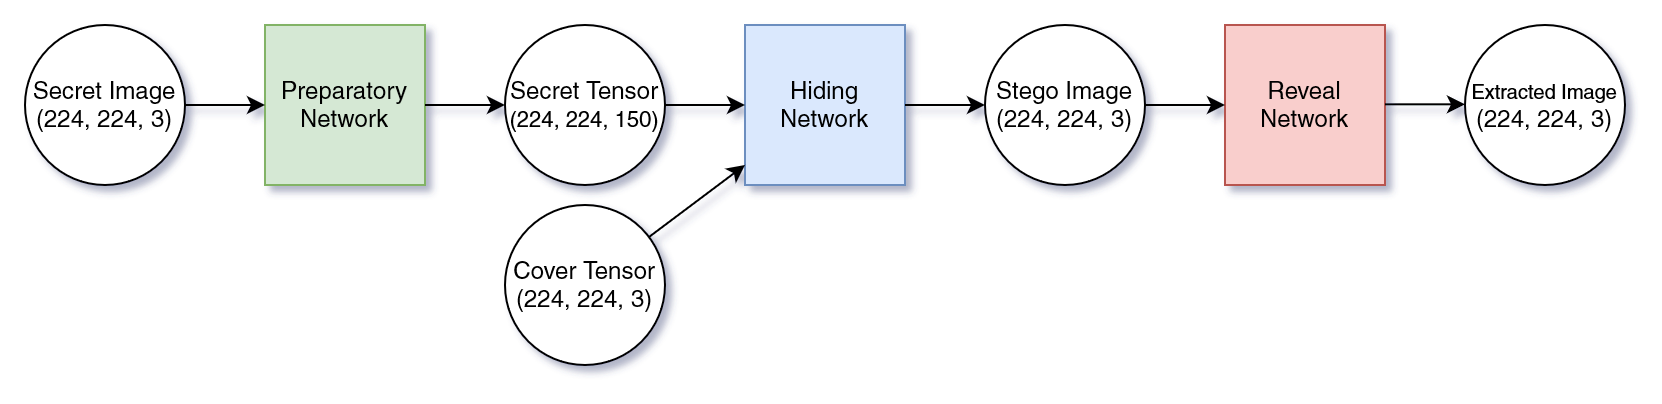 Secret Image
(224, 224, 3)
Preparatory
Network
Secret Tensor
(224, 224, 150)
Hiding
Network
Stego Image
(224, 224, 3)
Reveal
Network
Extracted Image
(224, 224, 3)
Cover Tensor
(224, 224, 3)